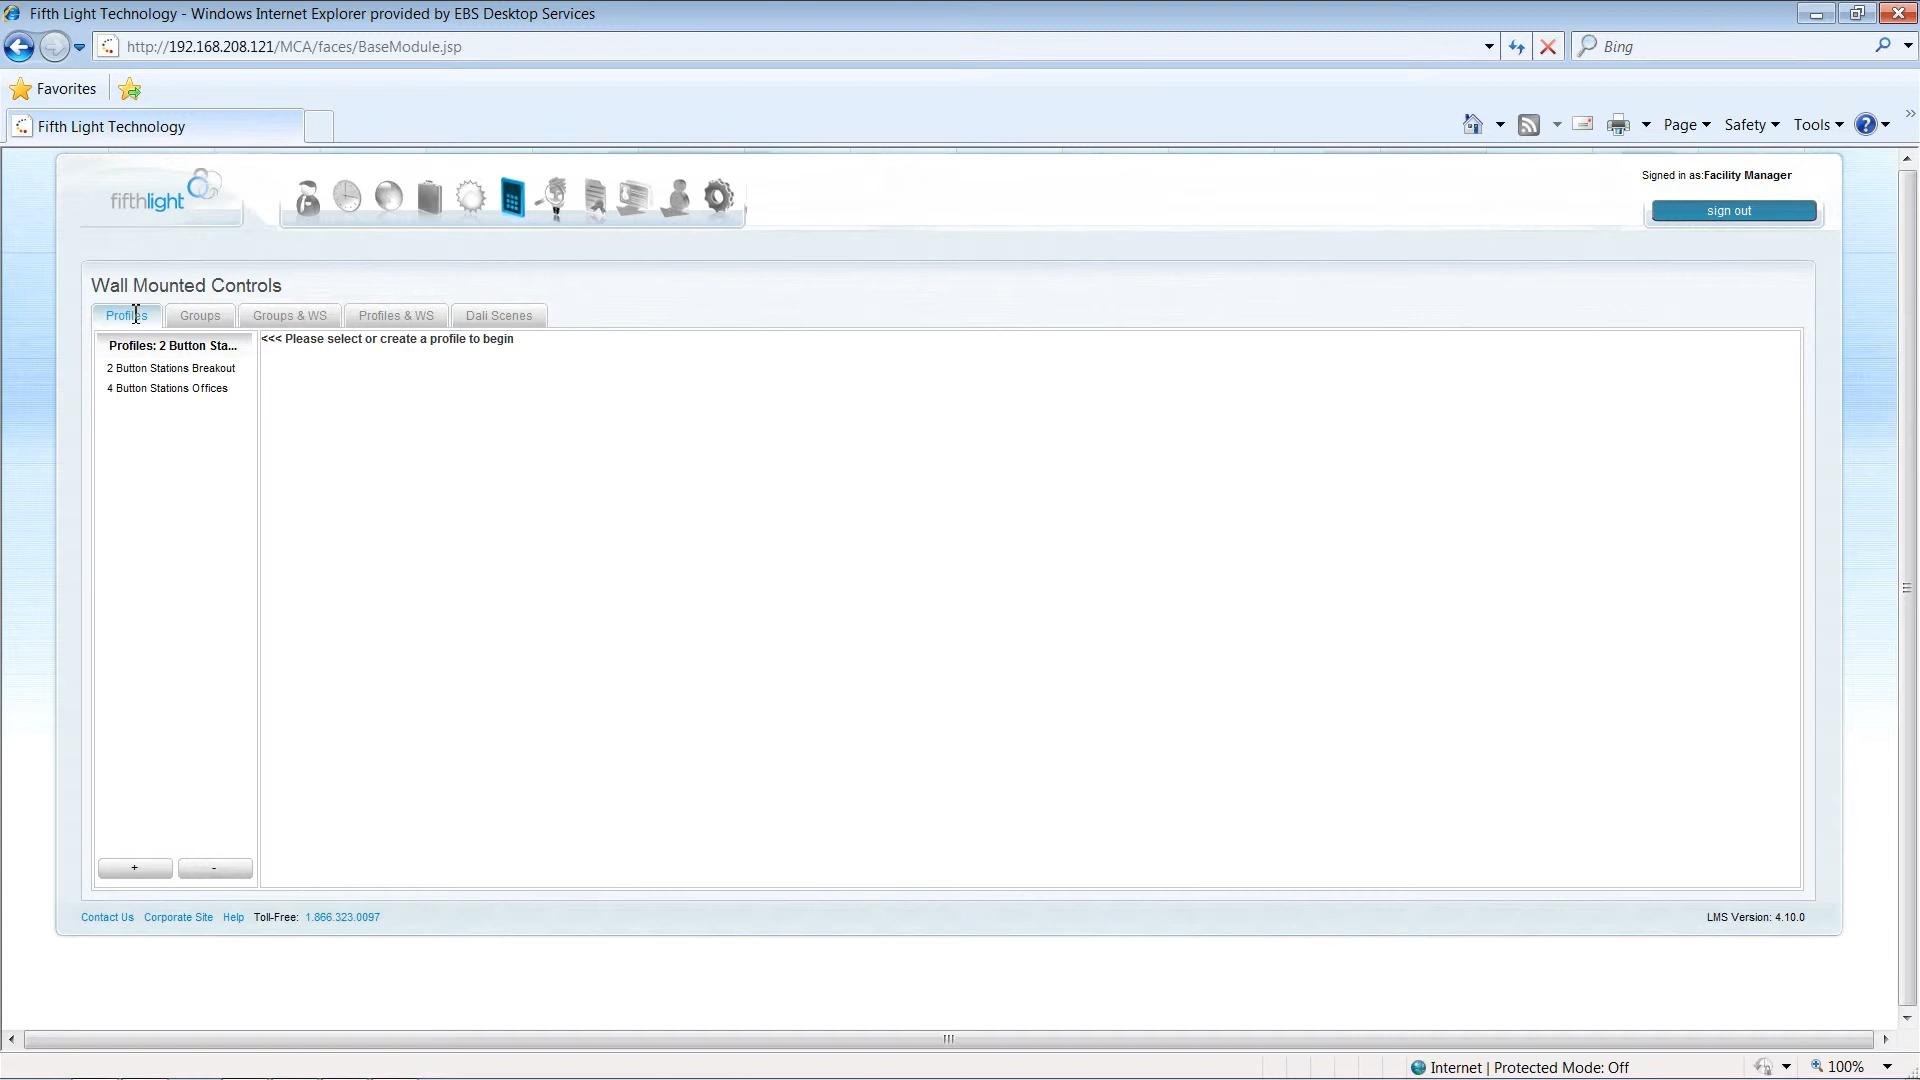 Fifth Light Technology - Windows Internet Explorer provided by EBS Desktop Services
http://192.168.208.121/MCA/faces/BaseModule.jsp
Bing
Favorites
Fifth Light Technology
Page
Safety
Tools
fifthlight
Signed in as:Facility Manager
sign out
Wall Mounted Controls
Profiles
Groups
Groups & WS
Profiles & WS
Dali Scenes
Profiles: 2 Button Sta...
<<< Please select or create a profile to begin
2 Button Stations Breakout
4 Button Stations Offices
+
-
Contact Us
Corporate Site
Help
Toll-Free: 1.866.323.0097
LMS Version: 4.10.0
Internet | Protected Mode: Off
100%